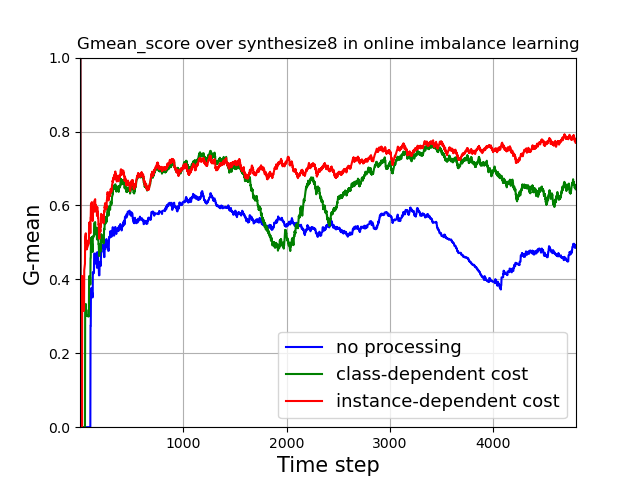 Gmean_score over synthesize8 in online imbalance learning
1.0
0.8
0.6
0.4
0.2
0.0
G-mean
no processing
class-dependent cost
instance-dependent cost
1000 2000 3000 4000
Time step